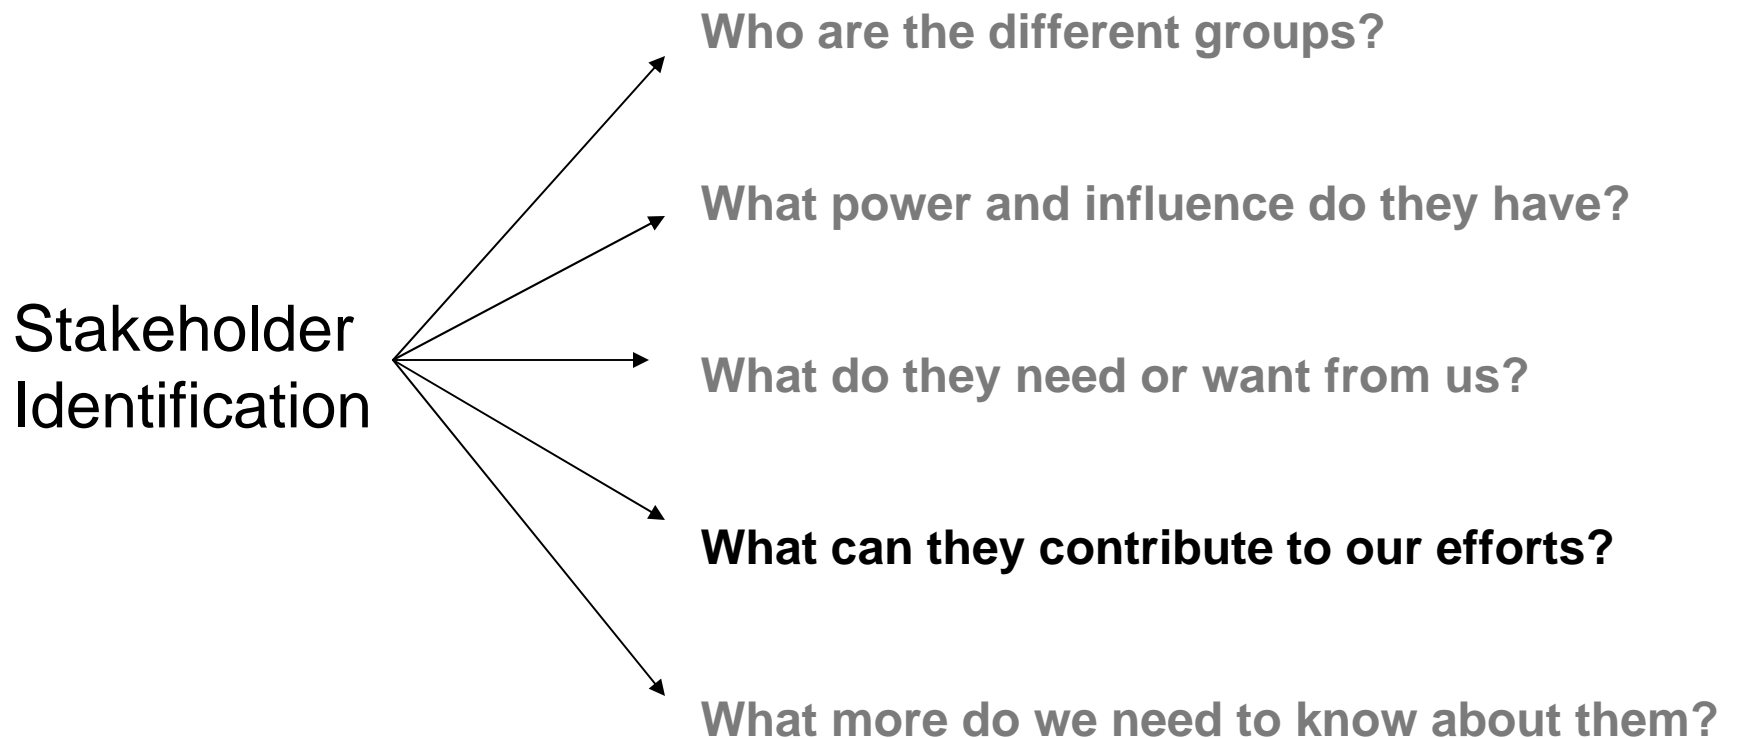 Who are the different groups?
What power and influence do they have?
Stakeholder
Identification
What do they need or want from us?
What can they contribute to our efforts?
What more do we need to know about them?